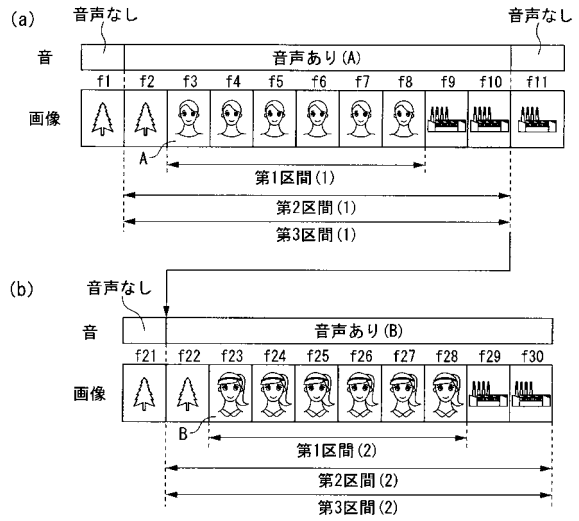 (a)
音声なし
音声なし
音
音声あり(A)
f1 f2 f3 f4 f5 f6 f7 f8 f9 f10 f11
画像
A
第1区間(1)
第2区間(1)
第3区間(1)
(b)
音声なし
音
音声あり(B)
f21 f22 f23 f24 f25 f26 f27 f28 f29 f30
画像
B
第1区間(2)
第2区間(2)
第3区間(2)